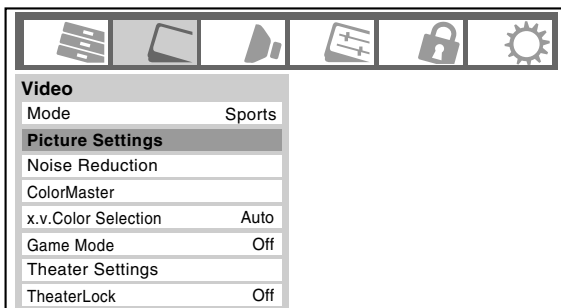 Video
Mode Sports
Picture Settings
Noise Reduction
ColorMaster
x.v.Color Selection Auto
Game Mode Off
Theater Settings
TheaterLock Off